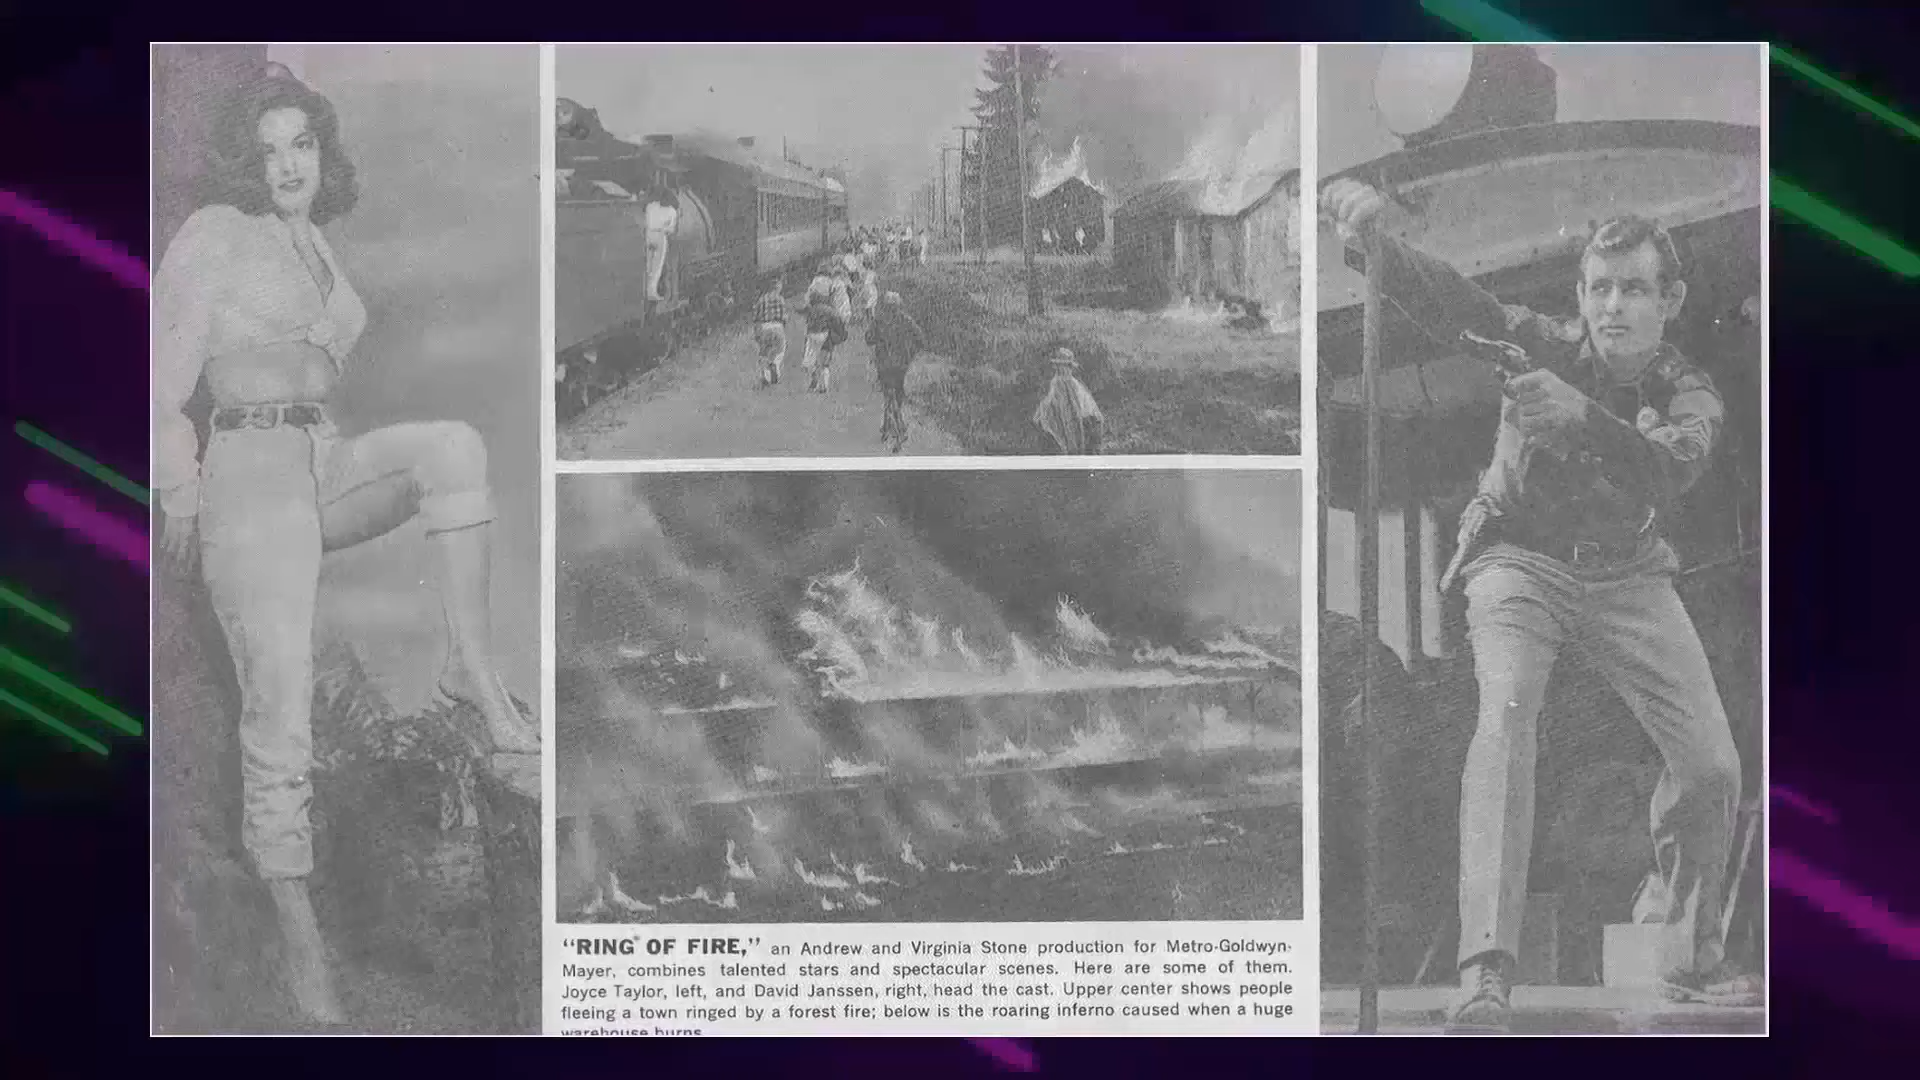 “RING OF FIRE,” an Andrew and Virginia Stone production for Metro-Goldwyn-
Mayer, combines talented stars and spectacular scenes. Here are some of them.
Joyce Taylor, left, and David Janssen, right, head the cast. Upper center shows people
fleeing a town ringed by a forest fire; below is the roaring inferno caused when a huge
warehouse burns